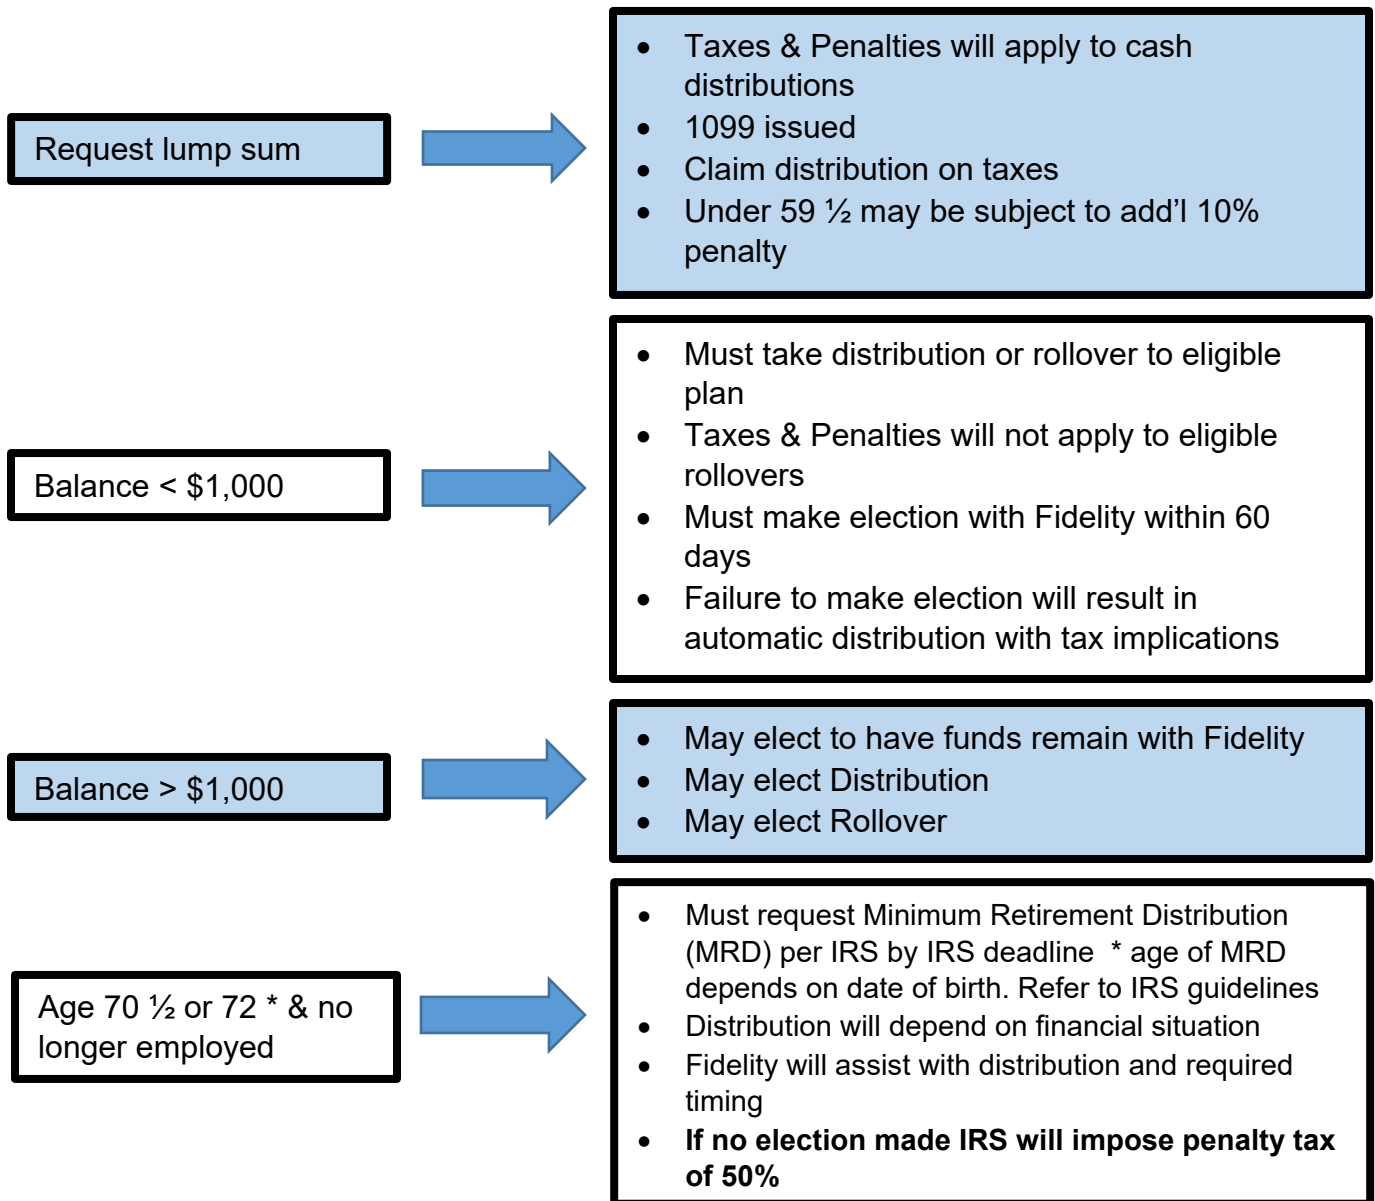 Request lump sum
• Taxes & Penalties will apply to cash
distributions
• 1099 issued
• Claim distribution on taxes
• Under 59 ½ may be subject to add’l 10%
penalty
Balance < $1,000
• Must take distribution or rollover to eligible
plan
• Taxes & Penalties will not apply to eligible
rollovers
• Must make election with Fidelity within 60
days
• Failure to make election will result in
automatic distribution with tax implications
Balance > $1,000
• May elect to have funds remain with Fidelity
• May elect Distribution
• May elect Rollover
Age 70 ½ or 72 * & no
longer employed
• Must request Minimum Retirement Distribution
(MRD) per IRS by IRS deadline * age of MRD
depends on date of birth. Refer to IRS guidelines
• Distribution will depend on financial situation
• Fidelity will assist with distribution and required
timing
• If no election made IRS will impose penalty tax
of 50%